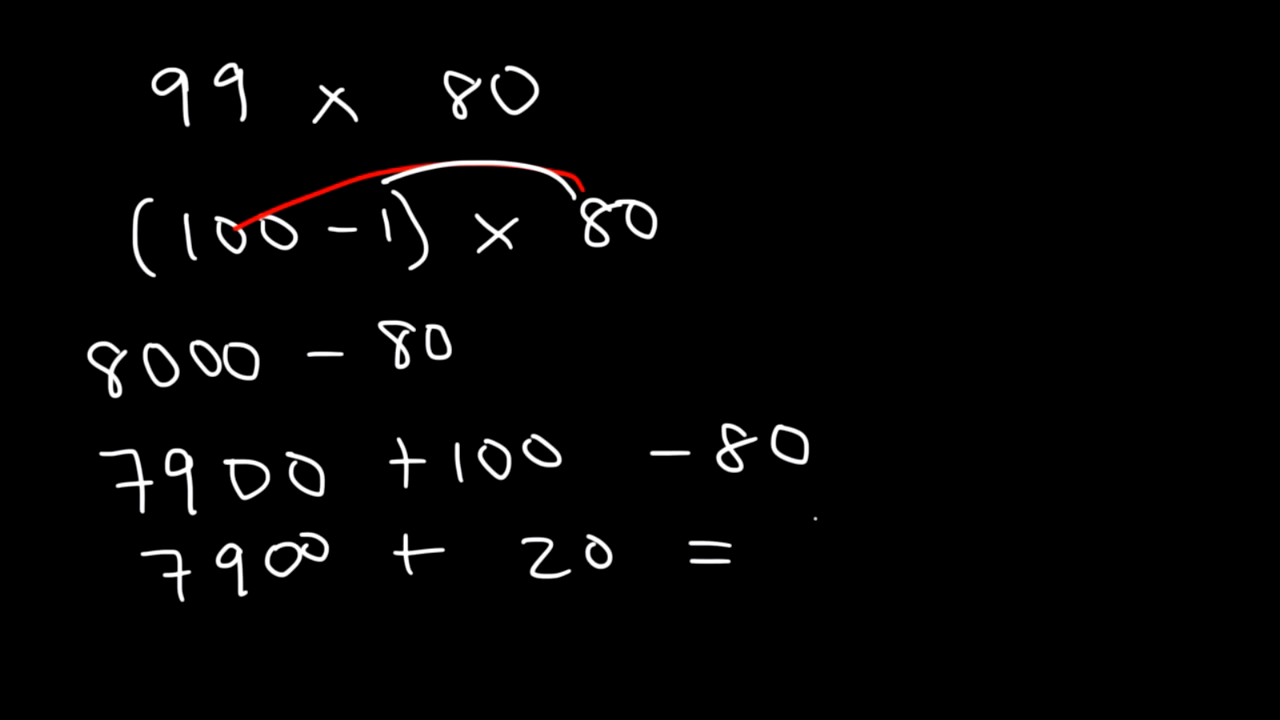 99 x 80
(100 - 1) x 80
8000 - 80
7900 + 100 - 80
7900 + 20 =